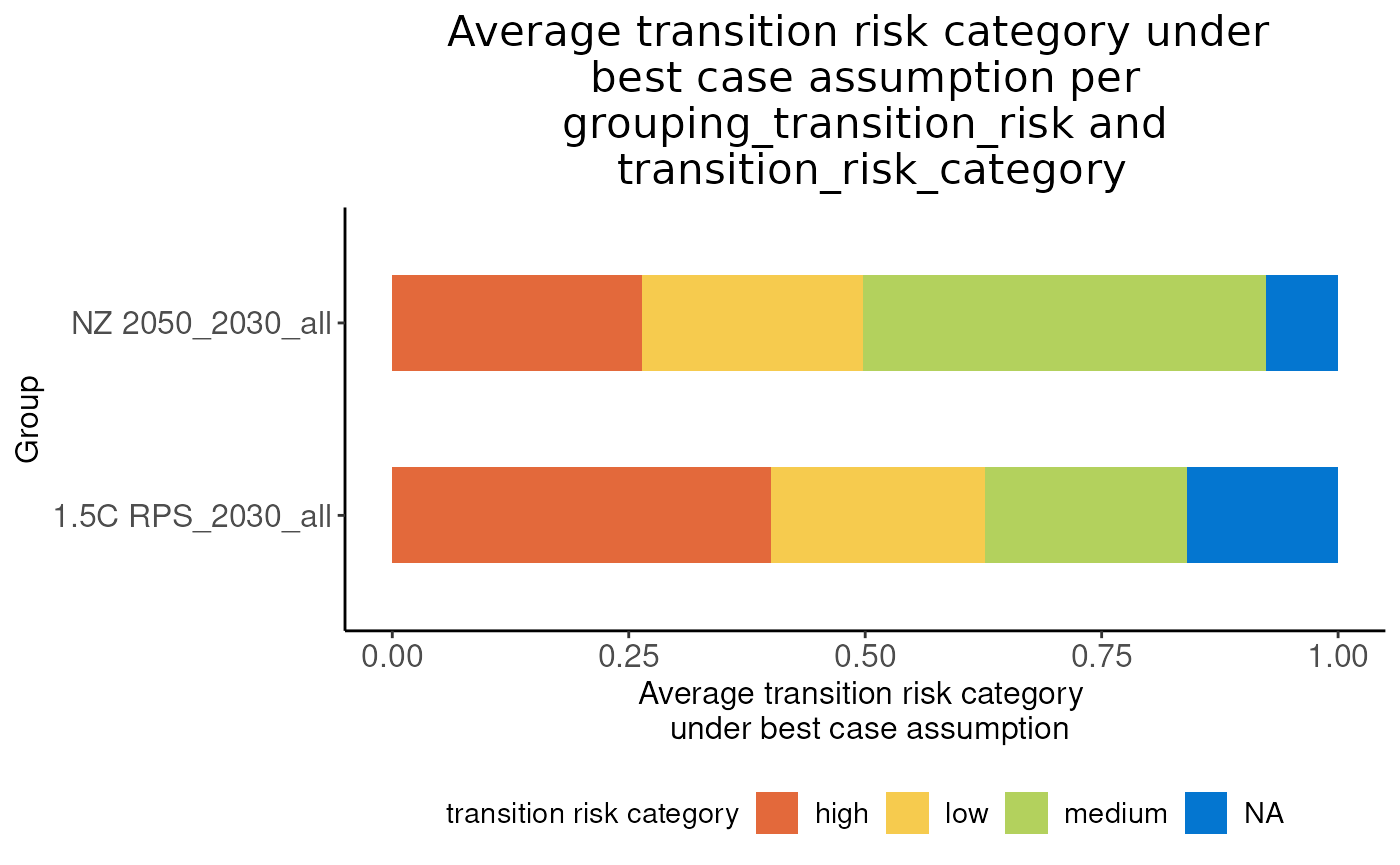 Average transition risk category under
best case assumption per
grouping_transition_risk and
transition_risk_category
NZ 2050_2030_all
1.5C RPS_2030_all
Group
0.00 0.25 0.50 0.75 1.00
Average transition risk category
under best case assumption
transition risk category high low medium NA